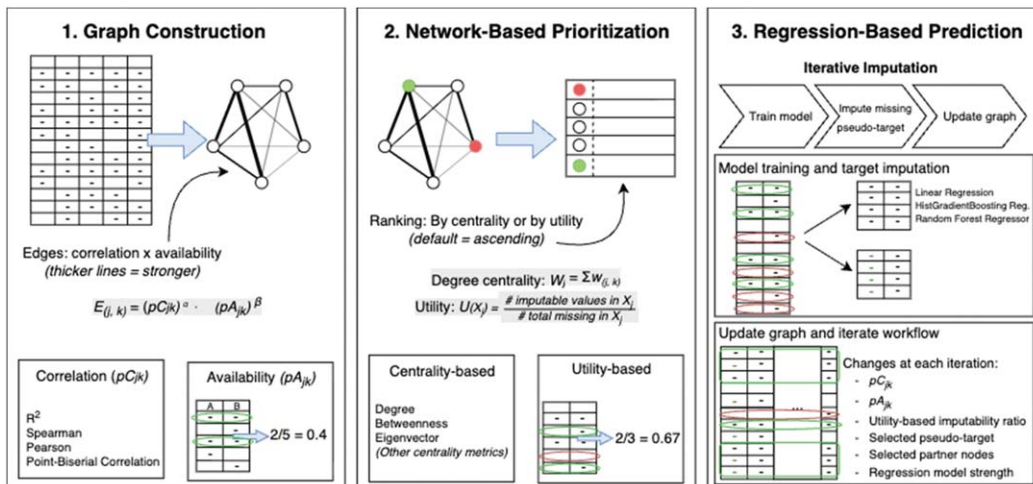 1. Graph Construction
Edges: correlation x availability
(thicker lines = stronger)
E(j, k) = (pCjk) α · (pAjk) β
Correlation (pCjk)
R2
Spearman
Pearson
Point-Biserial Correlation
Availability (pAjk)
A B
2/5 = 0.4
2. Network-Based Prioritization
Ranking: By centrality or by utility
(default = ascending)
Degree centrality: Wj = Σw(j, k)
Utility: U(Xj) = # imputable values in Xj
# total missing in Xj
Centrality-based
Degree
Betweenness
Eigenvector
(Other centrality metrics)
Utility-based
2/3 = 0.67
3. Regression-Based Prediction
Iterative Imputation
Train model
Impute missing
pseudo-target
Update graph
Model training and target imputation
Linear Regression
HistGradientBoosting Reg.
Random Forest Regressor
Update graph and iterate workflow
...
Changes at each iteration:
- pCjk
- pAjk
- Utility-based imputability ratio
- Selected pseudo-target
- Selected partner nodes
- Regression model strength